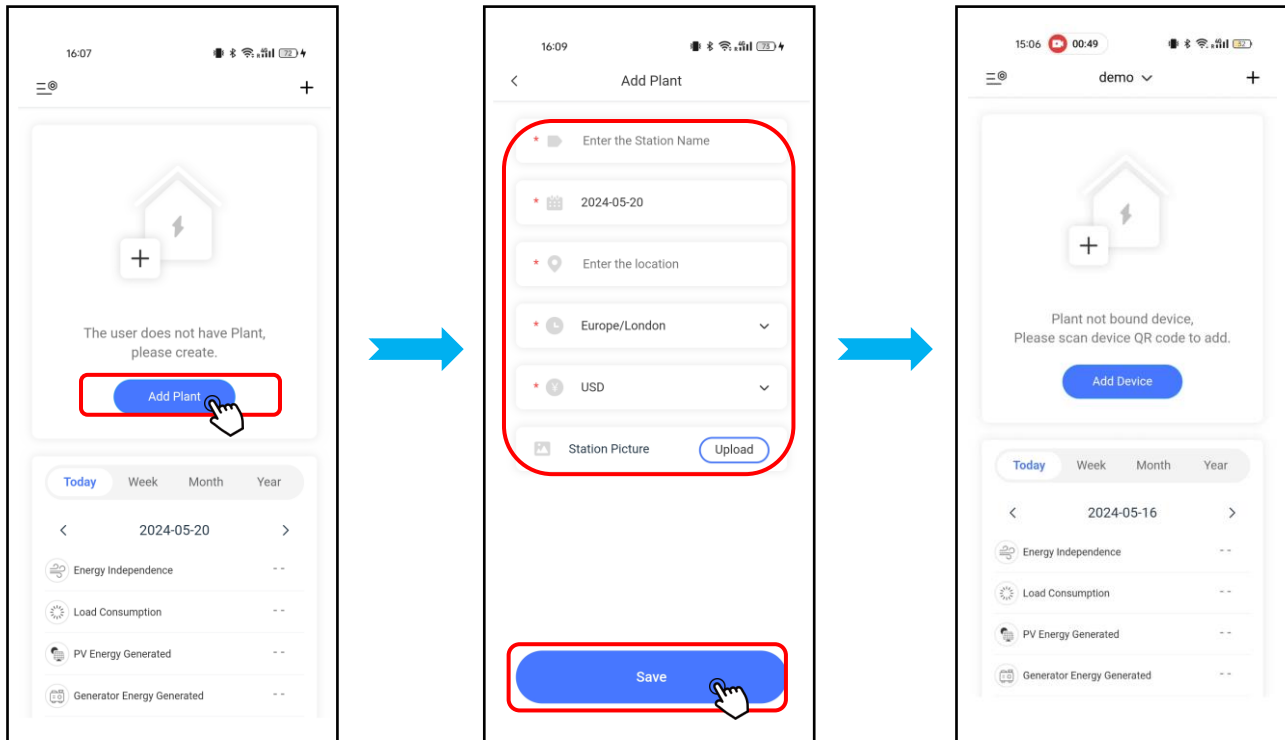 16:07
72
The user does not have Plant,
please create.
Add Plant
Today Week Month Year
2024-05-20
Energy Independence - -
Load Consumption - -
PV Energy Generated - -
Generator Energy Generated - -
16:09
73
Add Plant
* Enter the Station Name
* 2024-05-20
* Enter the location
* Europe/London
* USD
Station Picture Upload
Save
15:06 00:49
32
demo
Plant not bound device,
Please scan device QR code to add.
Add Device
Today Week Month Year
2024-05-16
Energy Independence - -
Load Consumption - -
PV Energy Generated - -
Generator Energy Generated - -